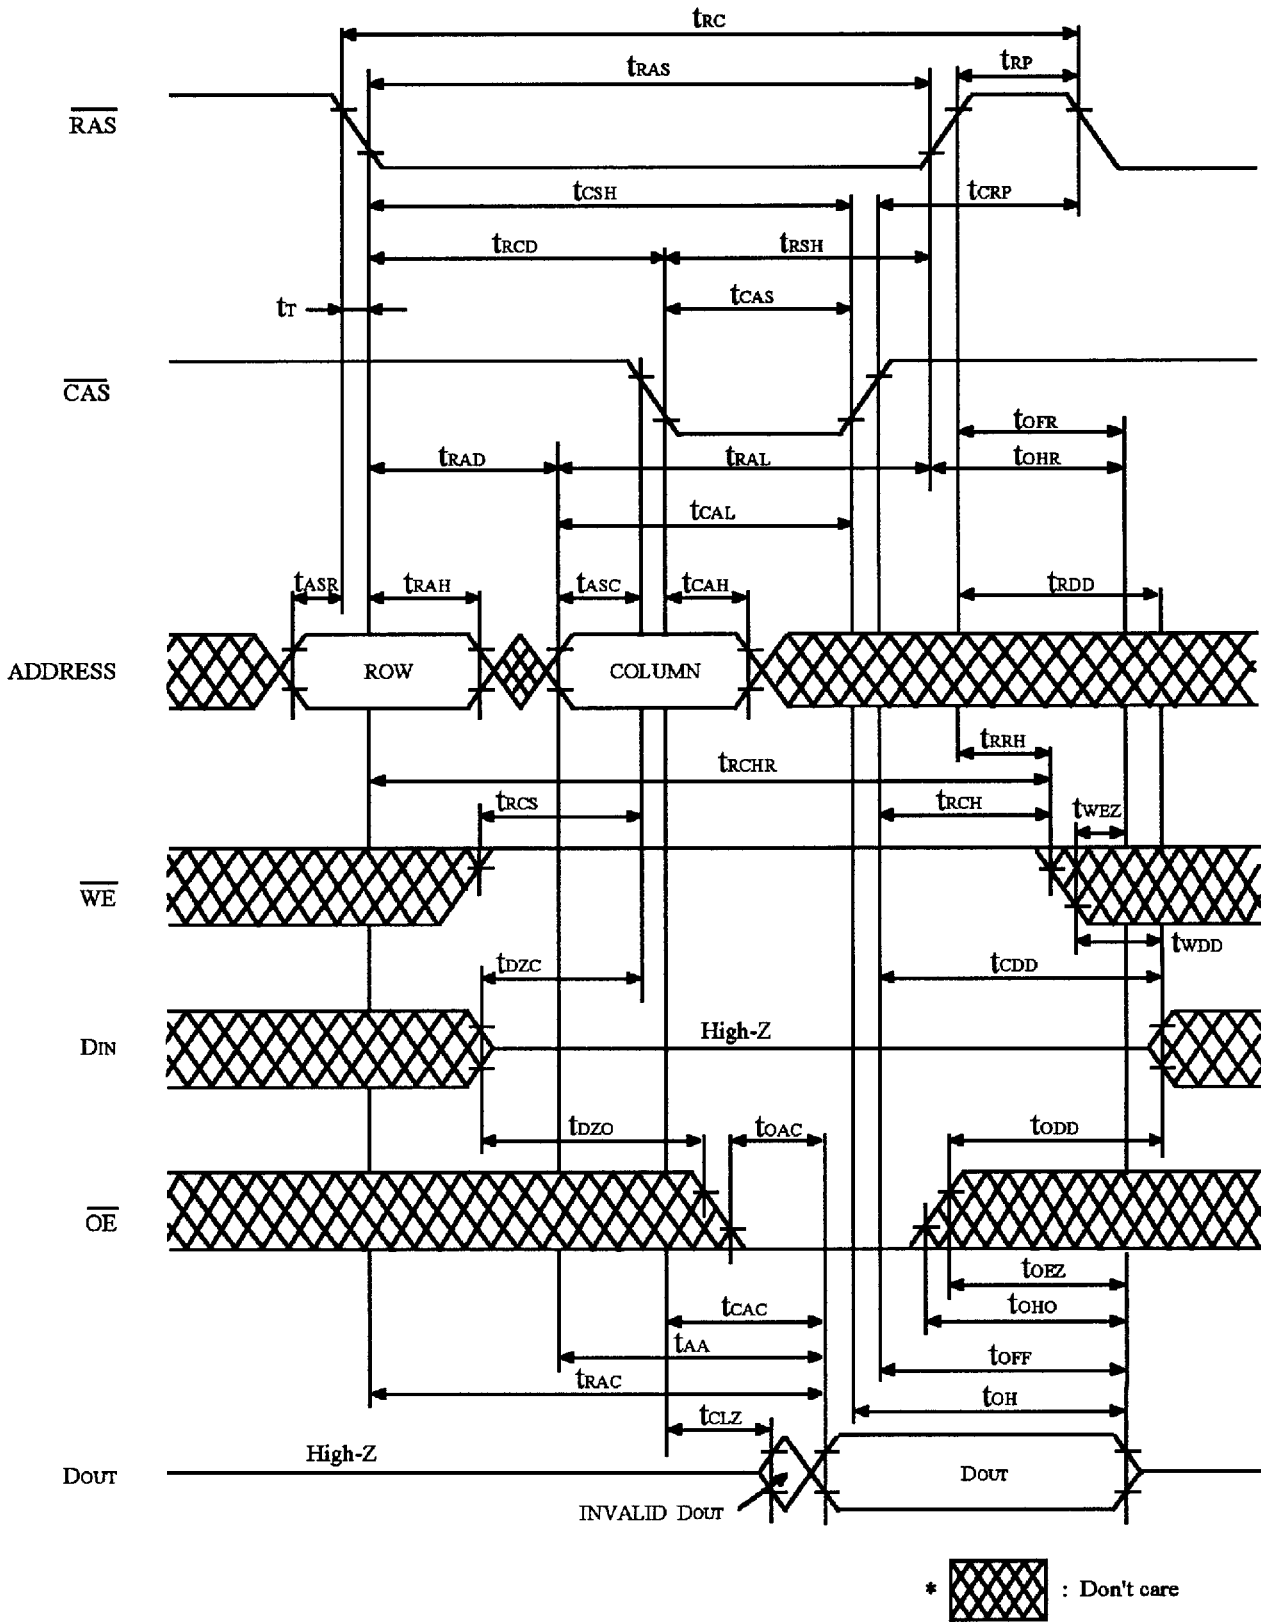 tRC
tRAS
tRP
RAS
tCSH
tCRP
tRCD
tRSH
tT
tCAS
CAS
tOFR
tRAD
tRAL
tOHR
tCAL
tASR
tRAH
tASC
tCAH
tRDD
ADDRESS
ROW
COLUMN
tRRH
tRCHR
tRCS
tRCH
tWEZ
WE
tWDD
tDZC
tCDD
DIN
High-Z
tDZO
tOAC
tODD
OE
tOEZ
tCAC
tOHO
tAA
tOFF
tRAC
tOH
tCLZ
High-Z
DOUT
DOUT
INVALID DOUT
* : Don't care